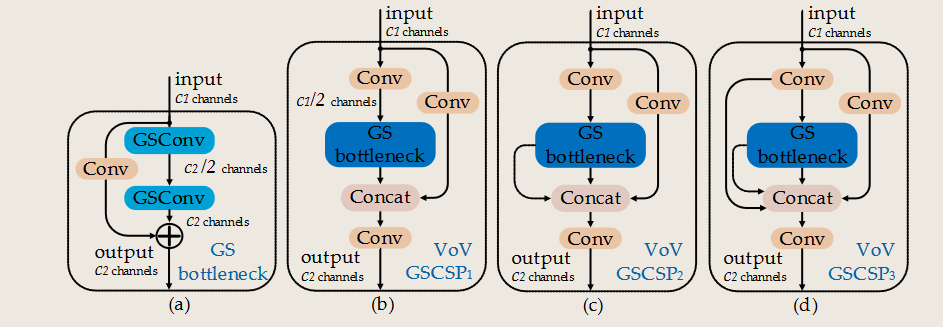 input
C1 channels
GSConv
Conv
C2/2 channels
GSConv
C2 channels
output
C2 channels
GS
bottleneck
(a)
input
C1 channels
Conv
C1/2 channels
Conv
GS
bottleneck
Concat
Conv
output
C2 channels
VoV
GSCSP1
(b)
input
C1 channels
Conv
Conv
GS
bottleneck
Concat
Conv
output
C2 channels
VoV
GSCSP2
(c)
input
C1 channels
Conv
Conv
GS
bottleneck
Concat
Conv
output
C2 channels
VoV
GSCSP3
(d)